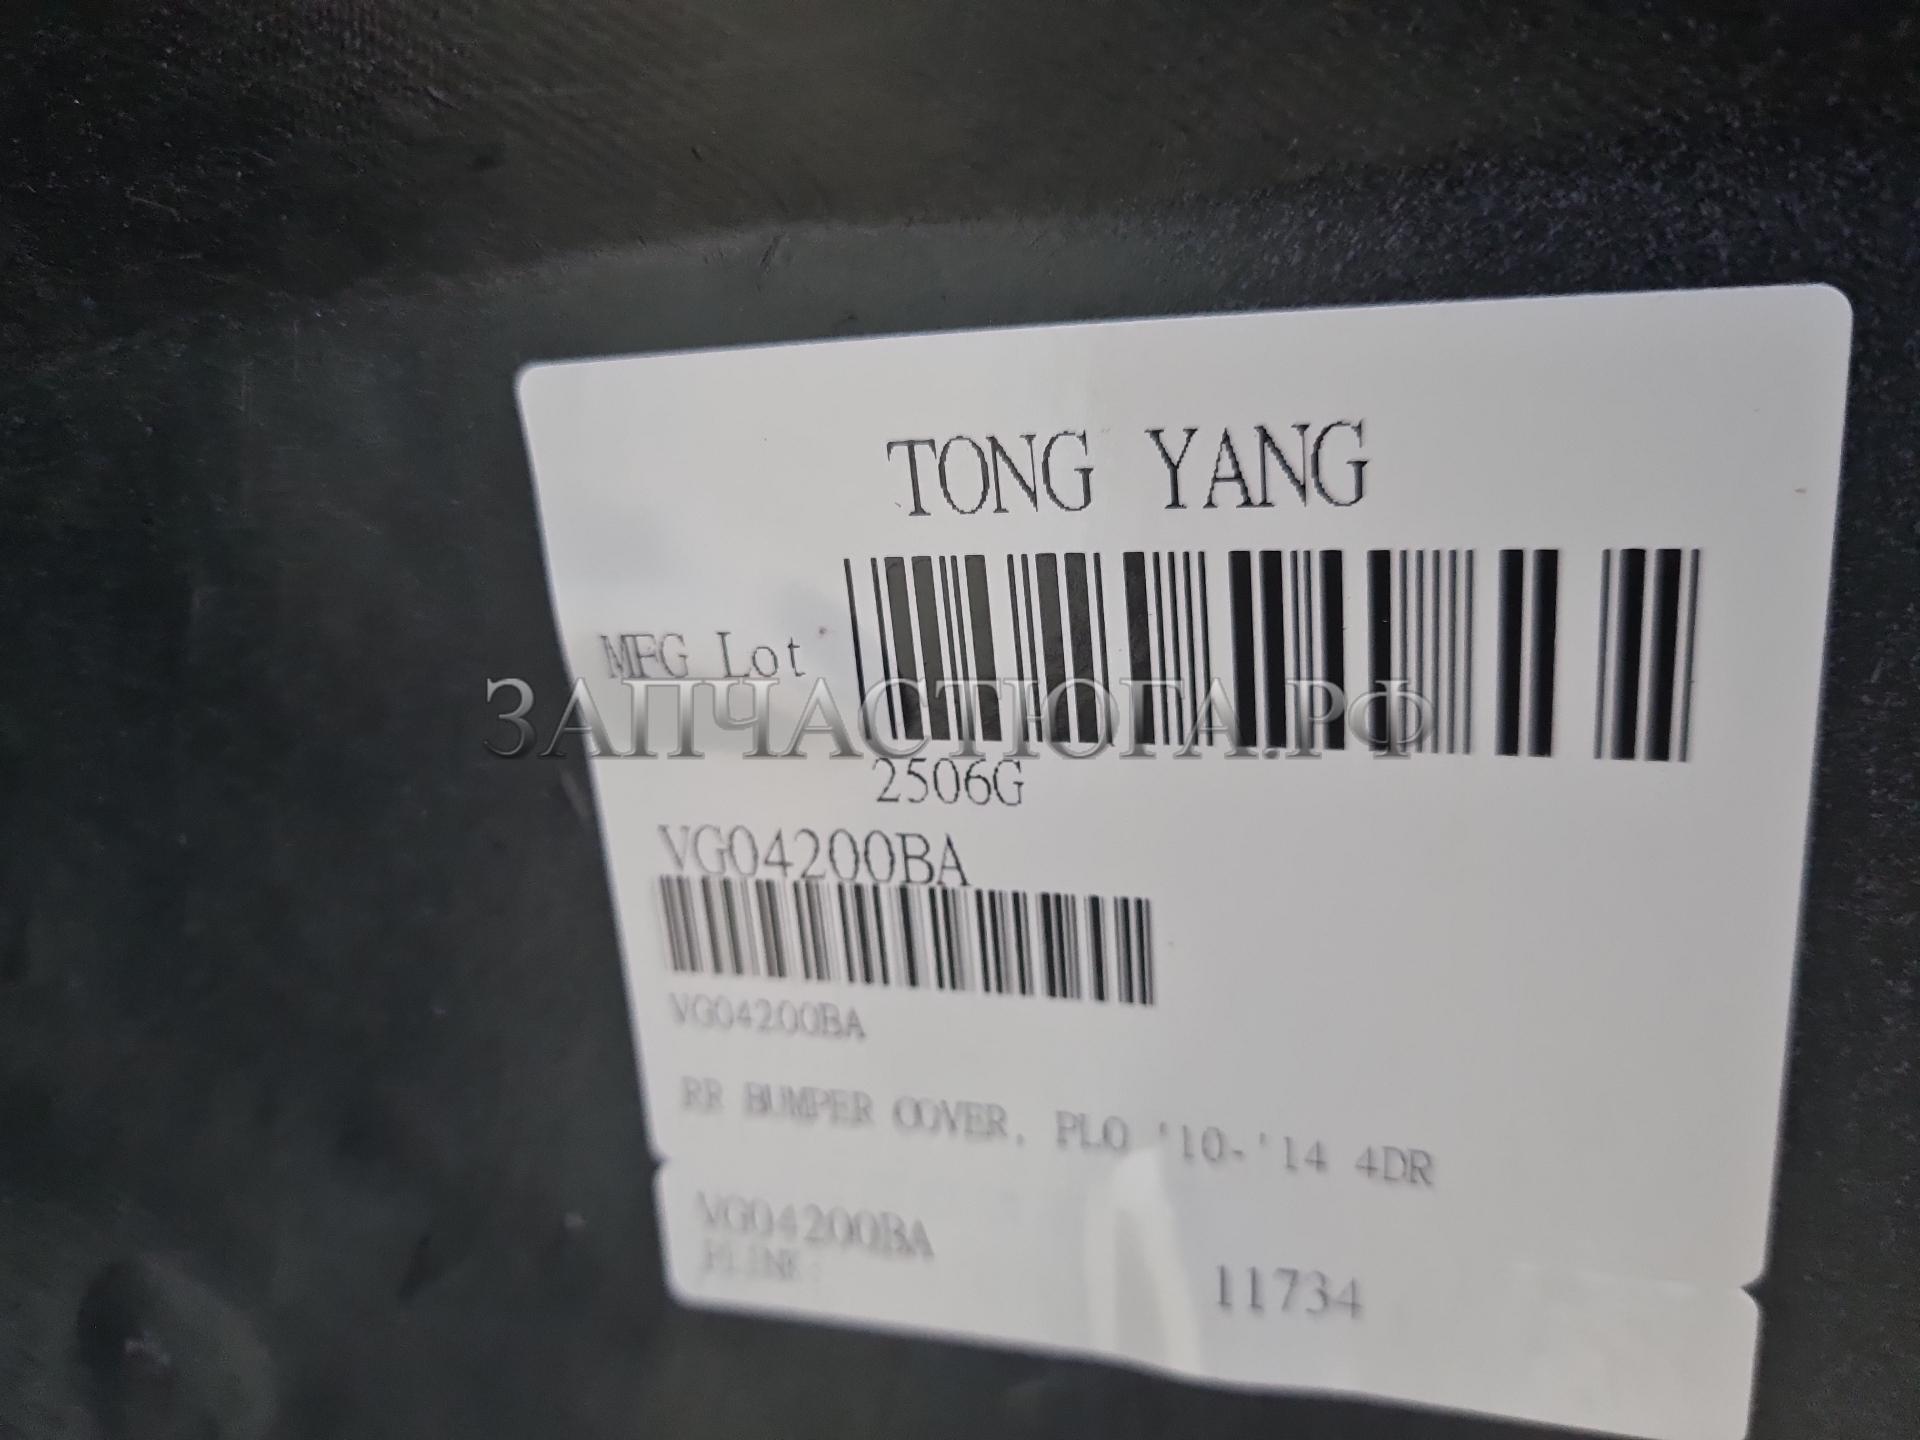 TONG YANG
MFG Lot
ЗАПЧАСТЮГА.РФ
2506G
VG04200BA
VG04200BA
RR BUMPER COVER, PLO '10-'14 4DR
VG04200BA
11734